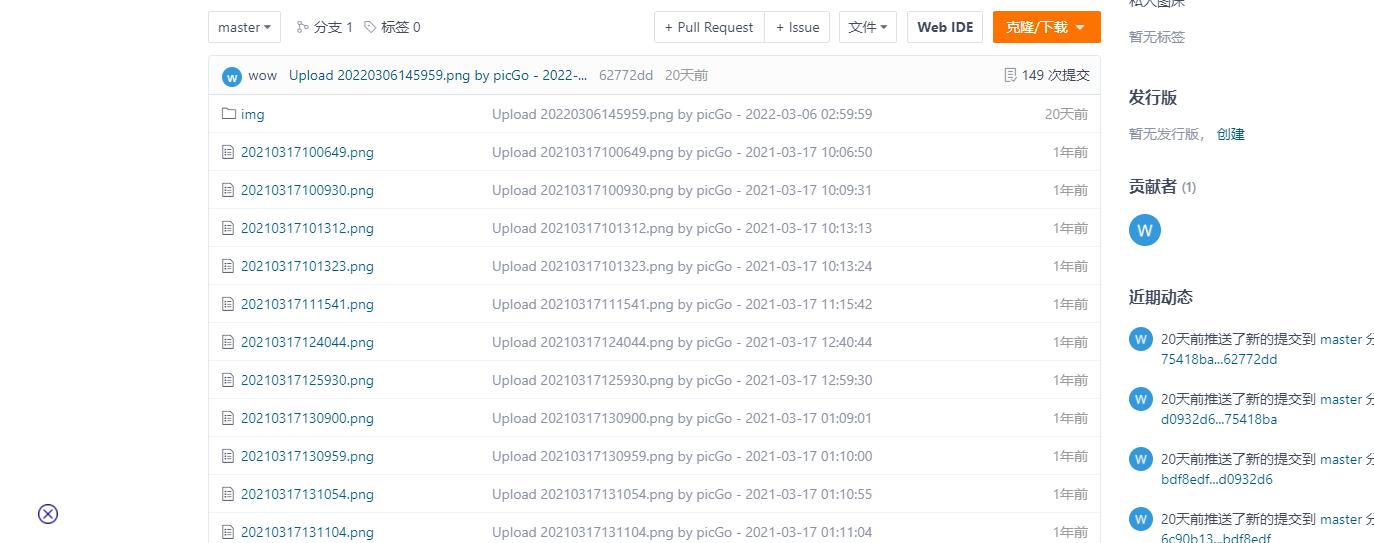 master 分支 1 标签 0 + Pull Request + Issue 文件 Web IDE 克隆/下载
W wow Upload 20220306145959.png by picGo - 2022-... 62772dd 20天前 149 次提交
img Upload 20220306145959.png by picGo - 2022-03-06 02:59:59 20天前
20210317100649.png Upload 20210317100649.png by picGo - 2021-03-17 10:06:50 1年前
20210317100930.png Upload 20210317100930.png by picGo - 2021-03-17 10:09:31 1年前
20210317101312.png Upload 20210317101312.png by picGo - 2021-03-17 10:13:13 1年前
20210317101323.png Upload 20210317101323.png by picGo - 2021-03-17 10:13:24 1年前
20210317111541.png Upload 20210317111541.png by picGo - 2021-03-17 11:15:42 1年前
20210317124044.png Upload 20210317124044.png by picGo - 2021-03-17 12:40:44 1年前
20210317125930.png Upload 20210317125930.png by picGo - 2021-03-17 12:59:30 1年前
20210317130900.png Upload 20210317130900.png by picGo - 2021-03-17 01:09:01 1年前
20210317130959.png Upload 20210317130959.png by picGo - 2021-03-17 01:10:00 1年前
20210317131054.png Upload 20210317131054.png by picGo - 2021-03-17 01:10:55 1年前
20210317131104.png Upload 20210317131104.png by picGo - 2021-03-17 01:11:04 1年前
私人图床
暂无标签
发行版
暂无发行版， 创建
贡献者 (1)
W
近期动态
W 20天前推送了新的提交到 master 分
75418ba...62772dd
W 20天前推送了新的提交到 master 分
d0932d6...75418ba
W 20天前推送了新的提交到 master 分
bdf8edf...d0932d6
W 20天前推送了新的提交到 master 分
6c90b13...bdf8edf